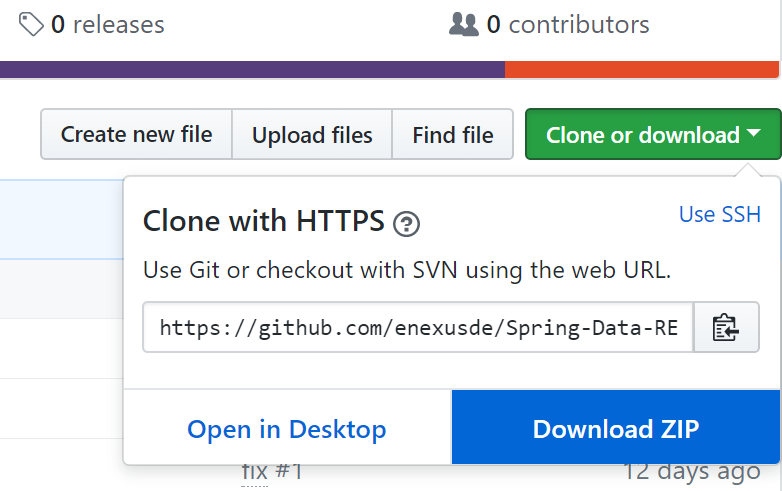 0 releases
0 contributors
Create new file
Upload files
Find file
Clone or download
Clone with HTTPS
Use SSH
Use Git or checkout with SVN using the web URL.
https://github.com/enexusde/Spring-Data-RE
Open in Desktop
Download ZIP
fix #1
12 days ago